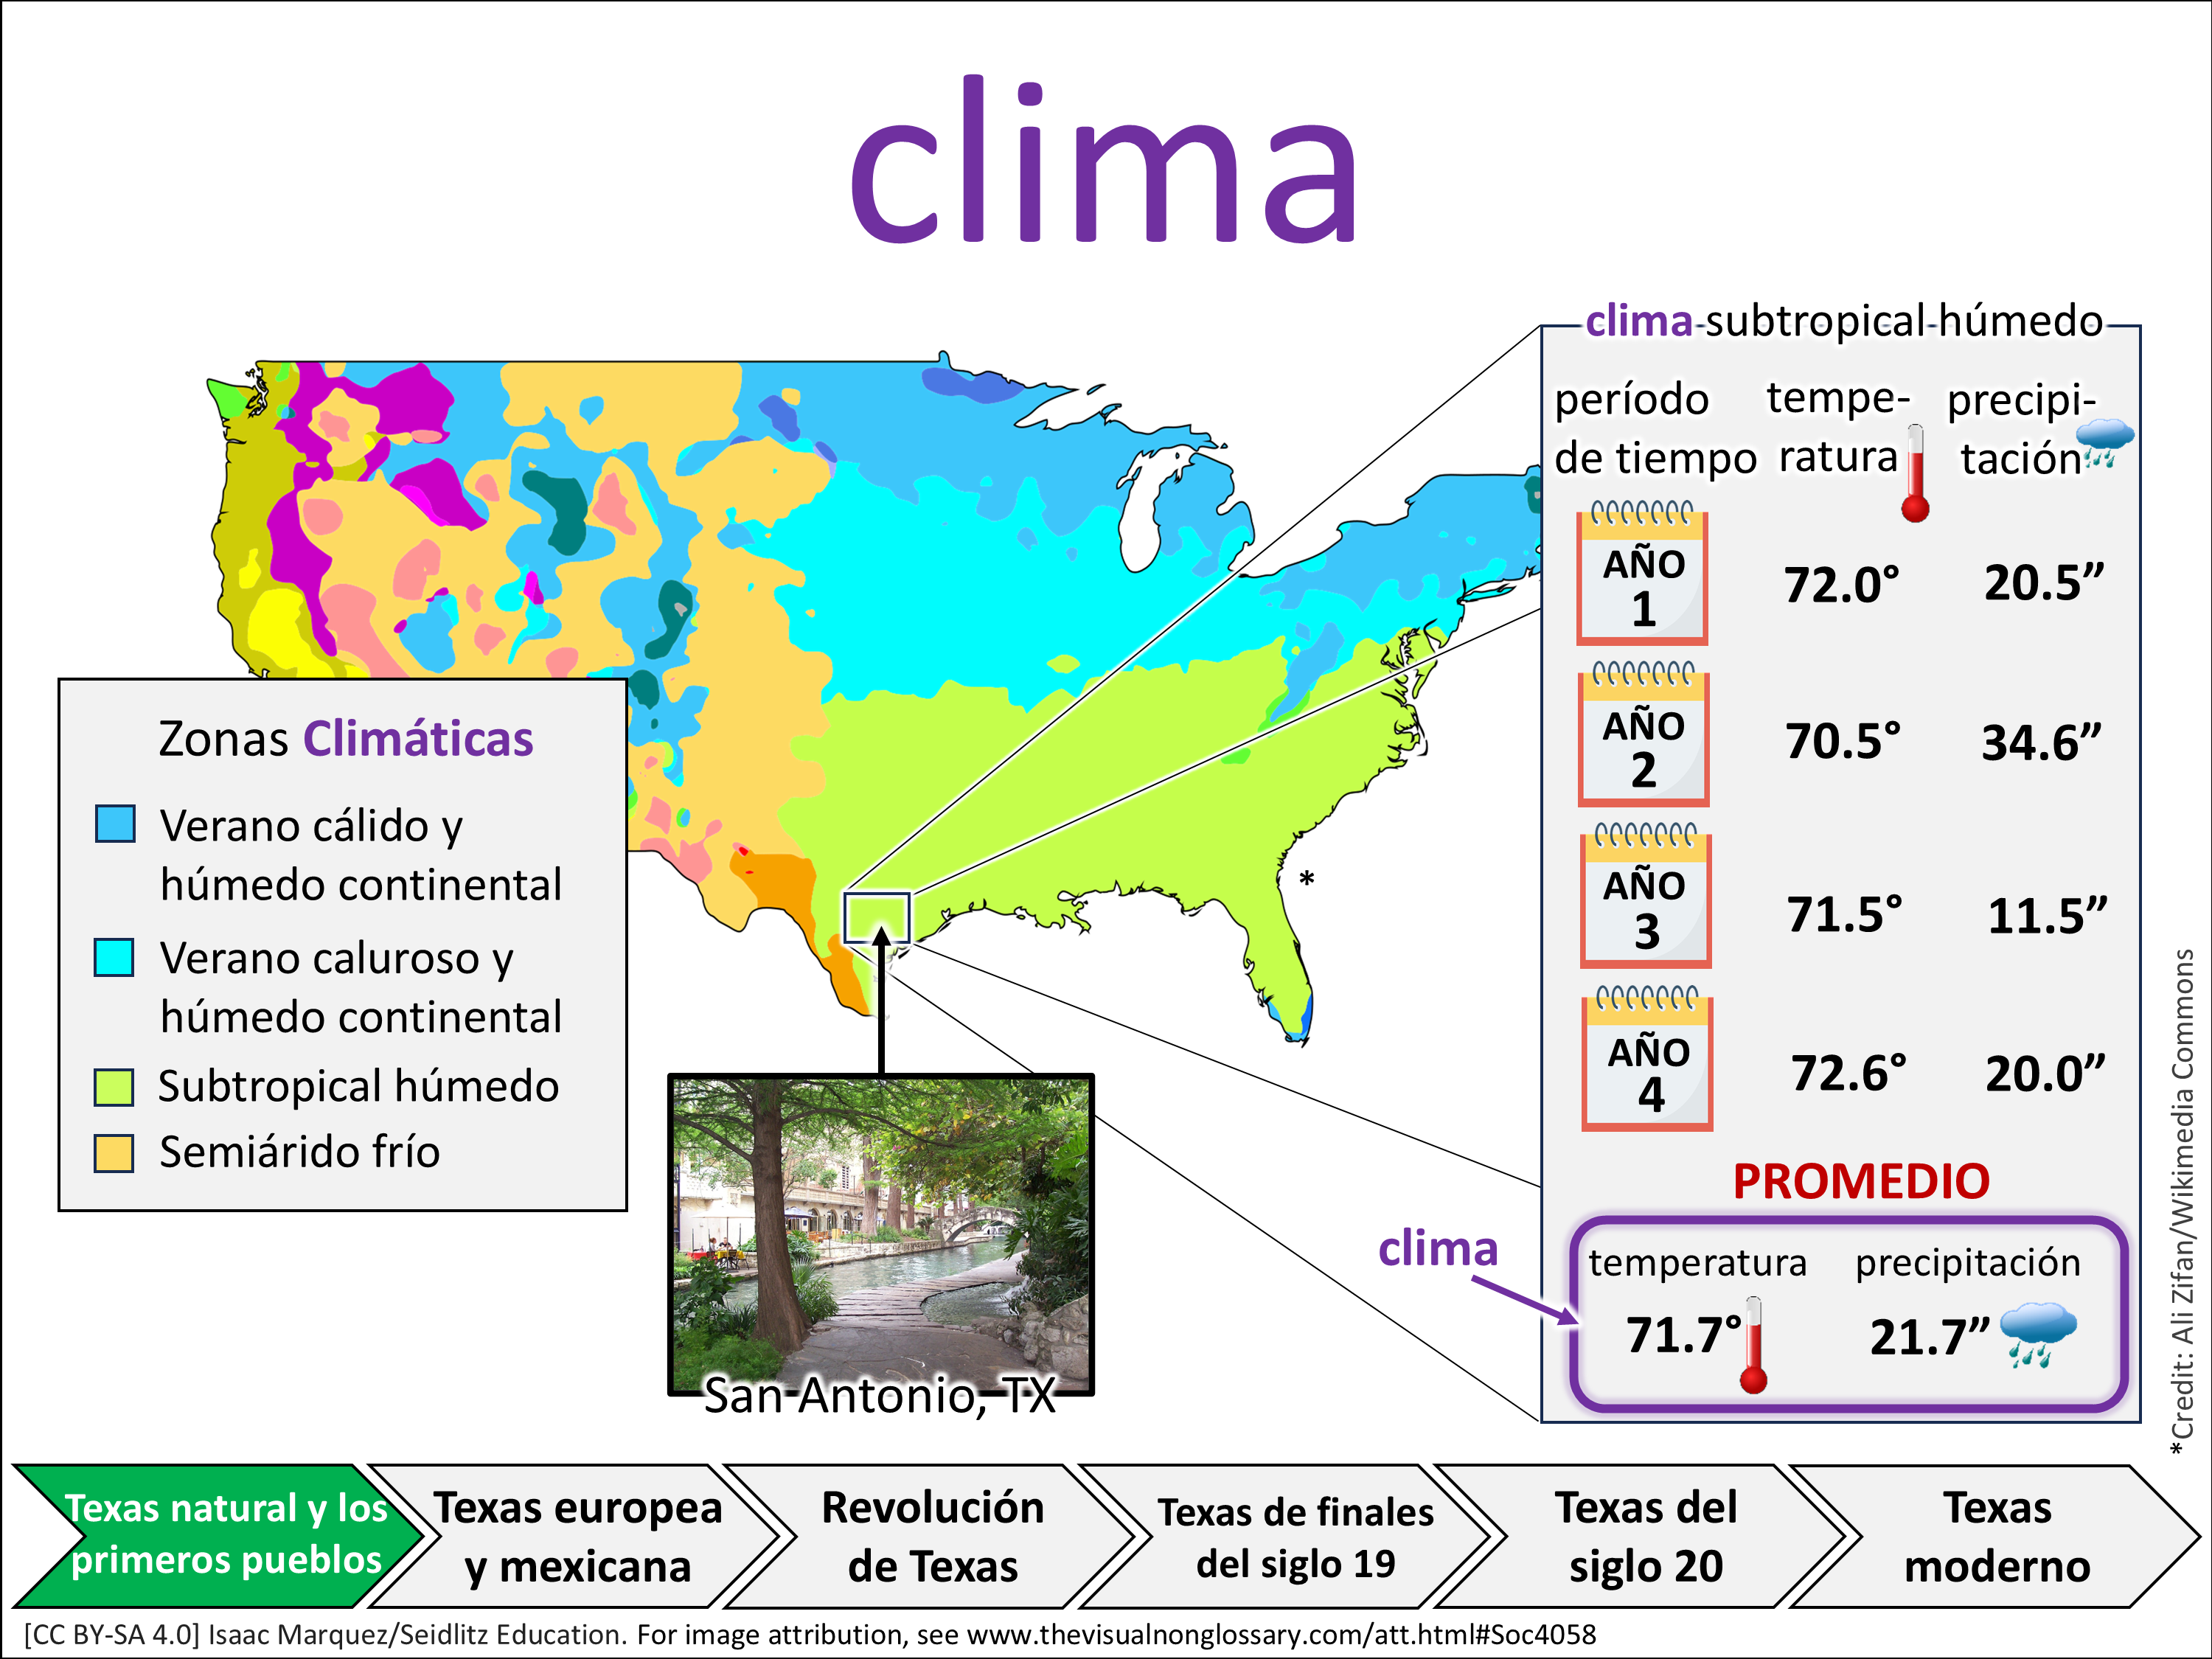 clima
clima subtropical húmedo
período
de tiempo
tempe-
ratura
precipi-
tación
AÑO
1
72.0°
20.5”
AÑO
2
70.5°
34.6”
AÑO
3
71.5°
11.5”
AÑO
4
72.6°
20.0”
PROMEDIO
clima
temperatura
precipitación
71.7°
21.7”
Zonas Climáticas
Verano cálido y
húmedo continental
Verano caluroso y
húmedo continental
Subtropical húmedo
Semiárido frío
*
San Antonio, TX
*Credit: Ali Zifan/Wikimedia Commons
Texas natural y los
primeros pueblos
Texas europea
y mexicana
Revolución
de Texas
Texas de finales
del siglo 19
Texas del
siglo 20
Texas
moderno
[CC BY-SA 4.0] Isaac Marquez/Seidlitz Education. For image attribution, see www.thevisualnonglossary.com/att.html#Soc4058